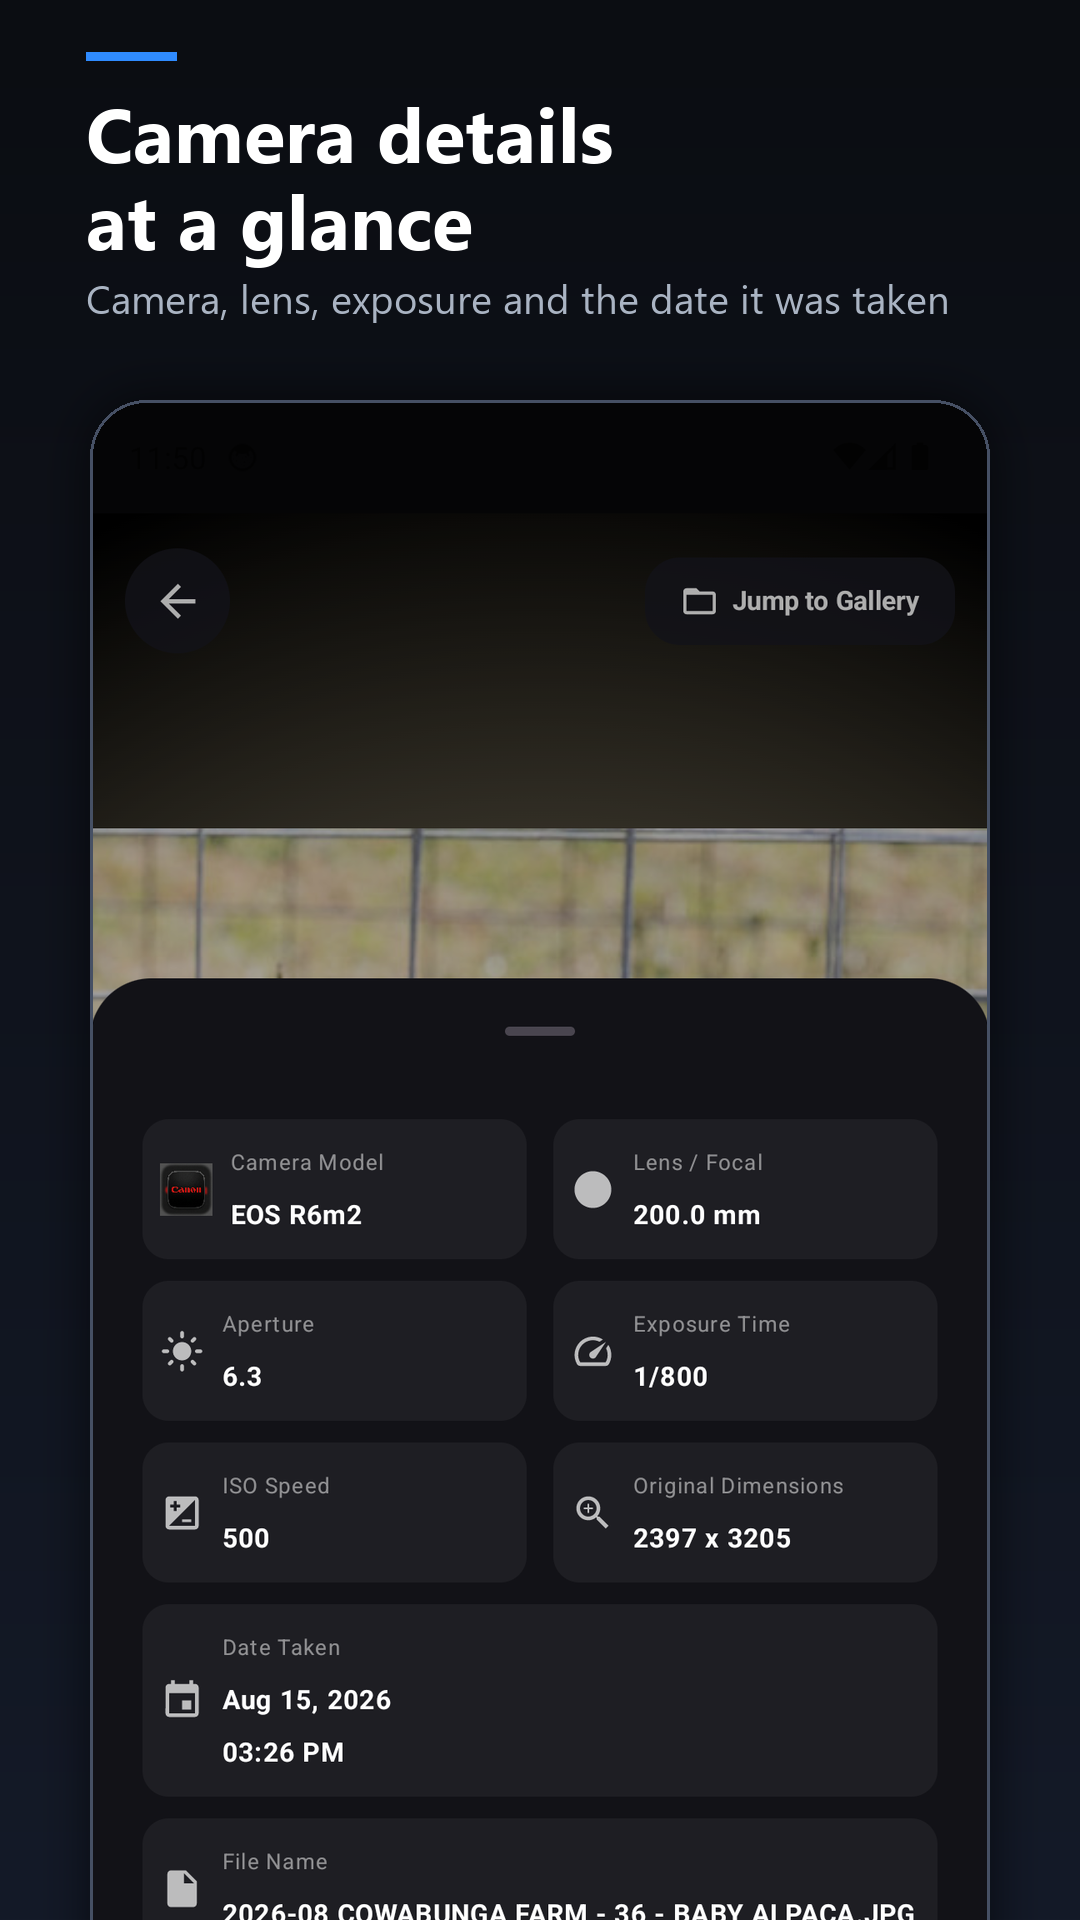 Camera details
at a glance
Camera, lens, exposure and the date it was taken
11:50
Jump to Gallery
Camera Model
Canon
EOS R6m2
Lens / Focal
200.0 mm
Aperture
6.3
Exposure Time
1/800
ISO Speed
500
Original Dimensions
2397 x 3205
Date Taken
Aug 15, 2026
03:26 PM
File Name
2026-08 COWABUNGA FARM - 36 - BABY ALPACA.JPG